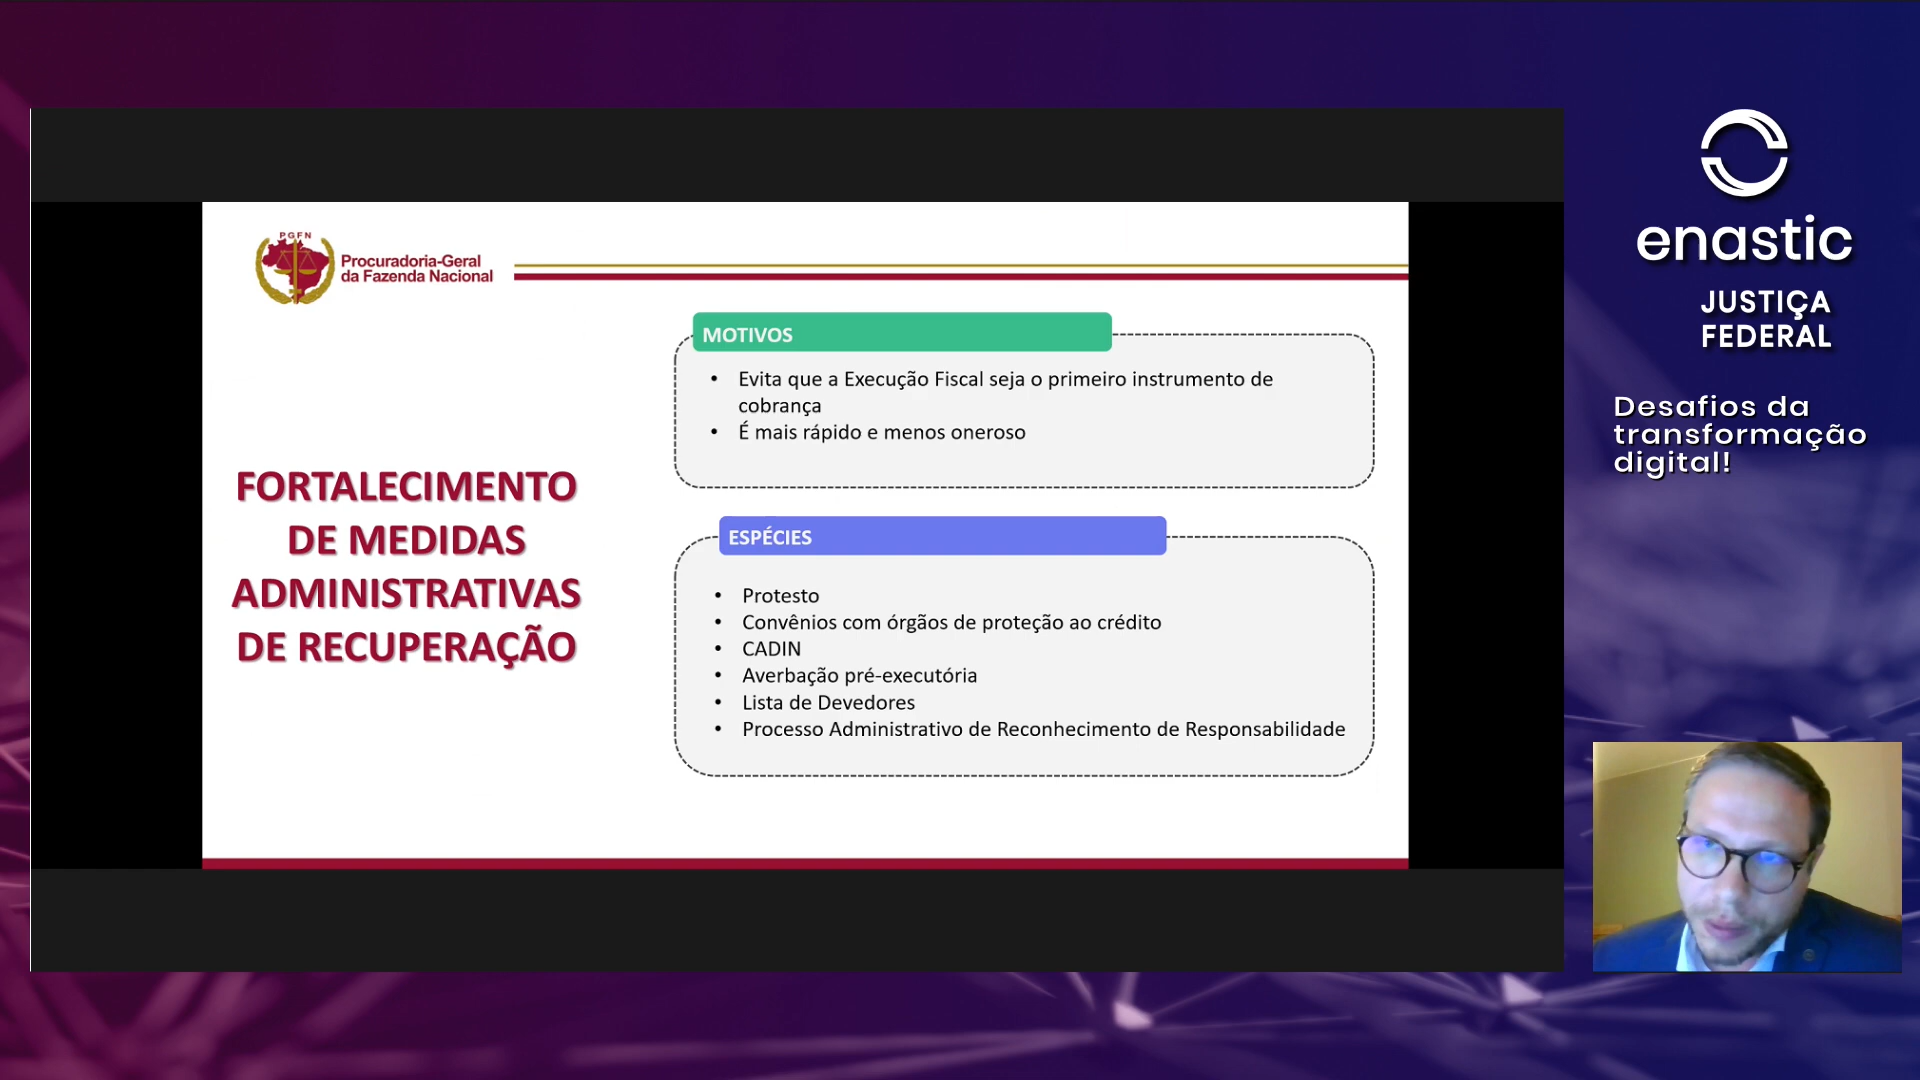 PGFN
Procuradoria-Geral
da Fazenda Nacional
FORTALECIMENTO
DE MEDIDAS
ADMINISTRATIVAS
DE RECUPERAÇÃO
MOTIVOS
• Evita que a Execução Fiscal seja o primeiro instrumento de
cobrança
• É mais rápido e menos oneroso
ESPÉCIES
• Protesto
• Convênios com órgãos de proteção ao crédito
• CADIN
• Averbação pré-executória
• Lista de Devedores
• Processo Administrativo de Reconhecimento de Responsabilidade
enastic
JUSTIÇA
FEDERAL
Desafios da
transformação
digital!